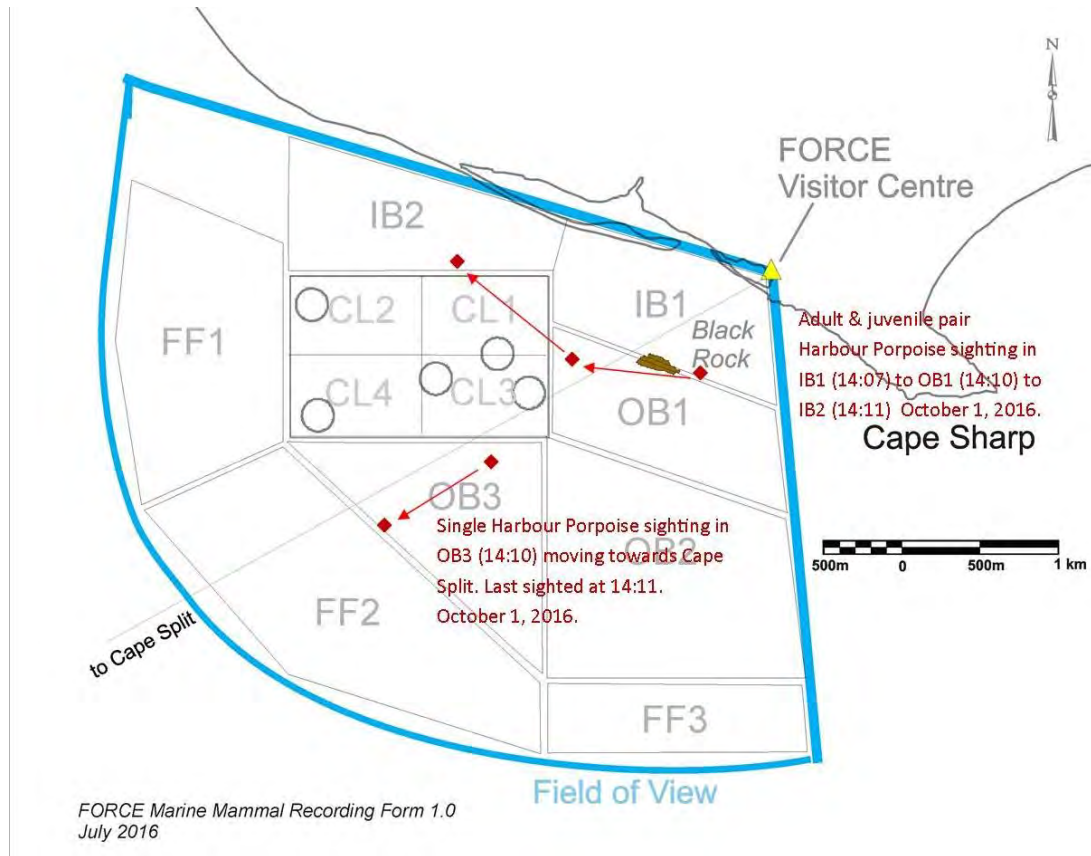 N
FORCE
Visitor Centre
IB2
IB1
CL2
CL1
FF1
Black
Rock
Adult & juvenile pair
Harbour Porpoise sighting in
IB1 (14:07) to OB1 (14:10) to
IB2 (14:11)  October 1, 2016.
CL4
CL3
OB1
Cape Sharp
OB3
Single Harbour Porpoise sighting in
OB3 (14:10) moving towards Cape
Split. Last sighted at 14:11.
October 1, 2016.
OB2
500m 0 500m 1 km
FF2
to Cape Split
FF3
Field of View
FORCE Marine Mammal Recording Form 1.0
July 2016